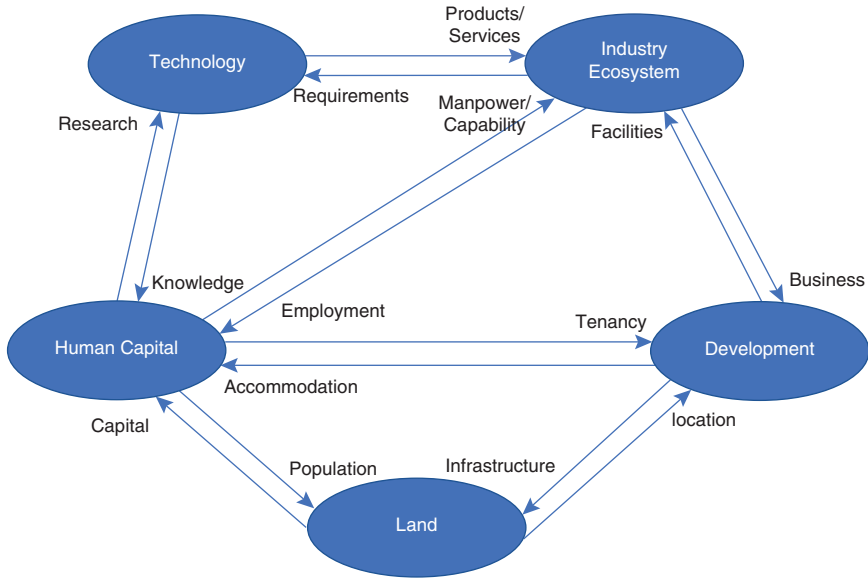 Products/
Services
Technology
Industry
Ecosystem
Requirements
Manpower/
Capability
Research
Facilities
Knowledge
Business
Employment
Tenancy
Human Capital
Development
Accommodation
Capital
location
Population
Infrastructure
Land